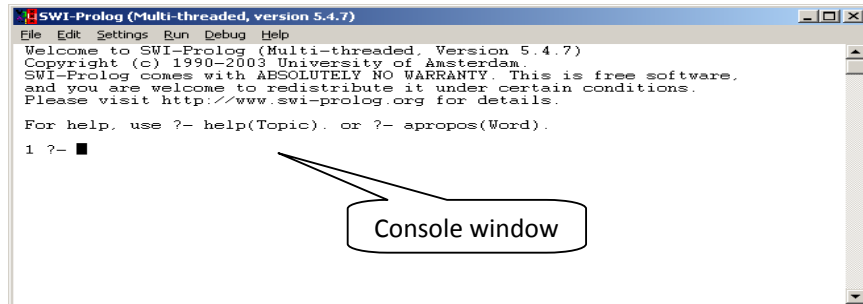 SWI-Prolog (Multi-threaded, version 5.4.7)
File Edit Settings Run Debug Help
Welcome to SWI-Prolog (Multi-threaded, Version 5.4.7)
Copyright (c) 1990-2003 University of Amsterdam.
SWI-Prolog comes with ABSOLUTELY NO WARRANTY. This is free software,
and you are welcome to redistribute it under certain conditions.
Please visit http://www.swi-prolog.org for details.
For help, use ?- help(Topic). or ?- apropos(Word).
1 ?-
Console window